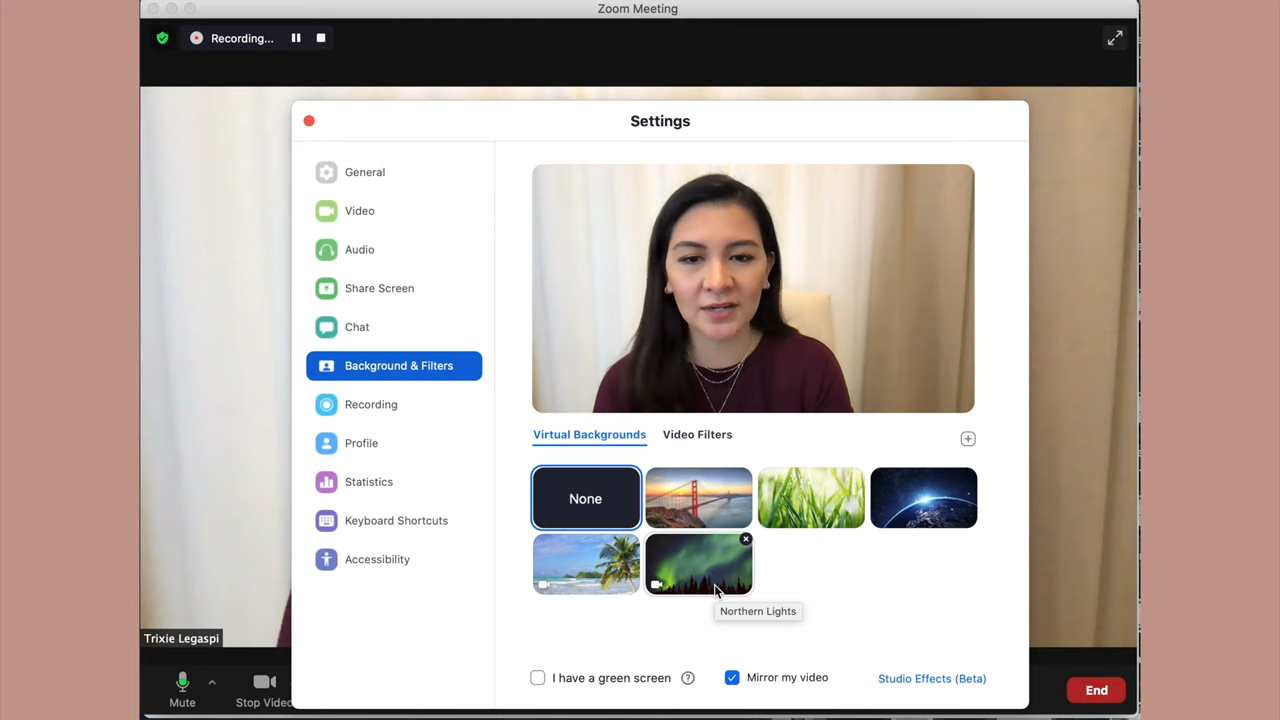 Zoom Meeting
Recording...
Settings
General
Video
Audio
Share Screen
Chat
Background & Filters
Recording
Profile
Statistics
Keyboard Shortcuts
Accessibility
Virtual Backgrounds
Video Filters
None
Northern Lights
I have a green screen
?
Mirror my video
Studio Effects (Beta)
Trixie Legaspi
Mute
Stop Video
End